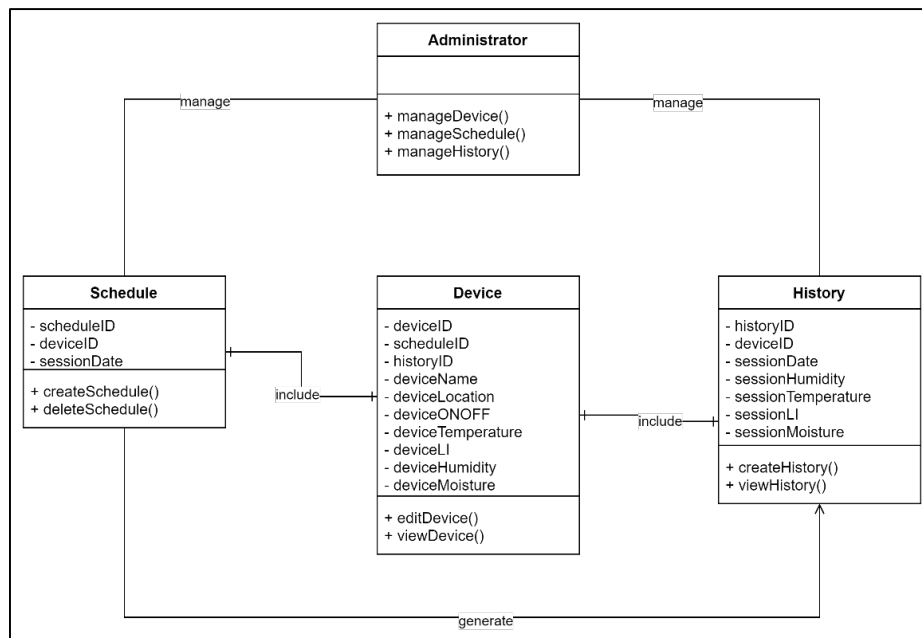 Administrator
+ manageDevice()
+ manageSchedule()
+ manageHistory()
manage
manage
Schedule
- scheduleID
- deviceID
- sessionDate
+ createSchedule()
+ deleteSchedule()
include
Device
- deviceID
- scheduleID
- historyID
- deviceName
- deviceLocation
- deviceONOFF
- deviceTemperature
- deviceLI
- deviceHumidity
- deviceMoisture
+ editDevice()
+ viewDevice()
include
History
- historyID
- deviceID
- sessionDate
- sessionHumidity
- sessionTemperature
- sessionLI
- sessionMoisture
+ createHistory()
+ viewHistory()
generate